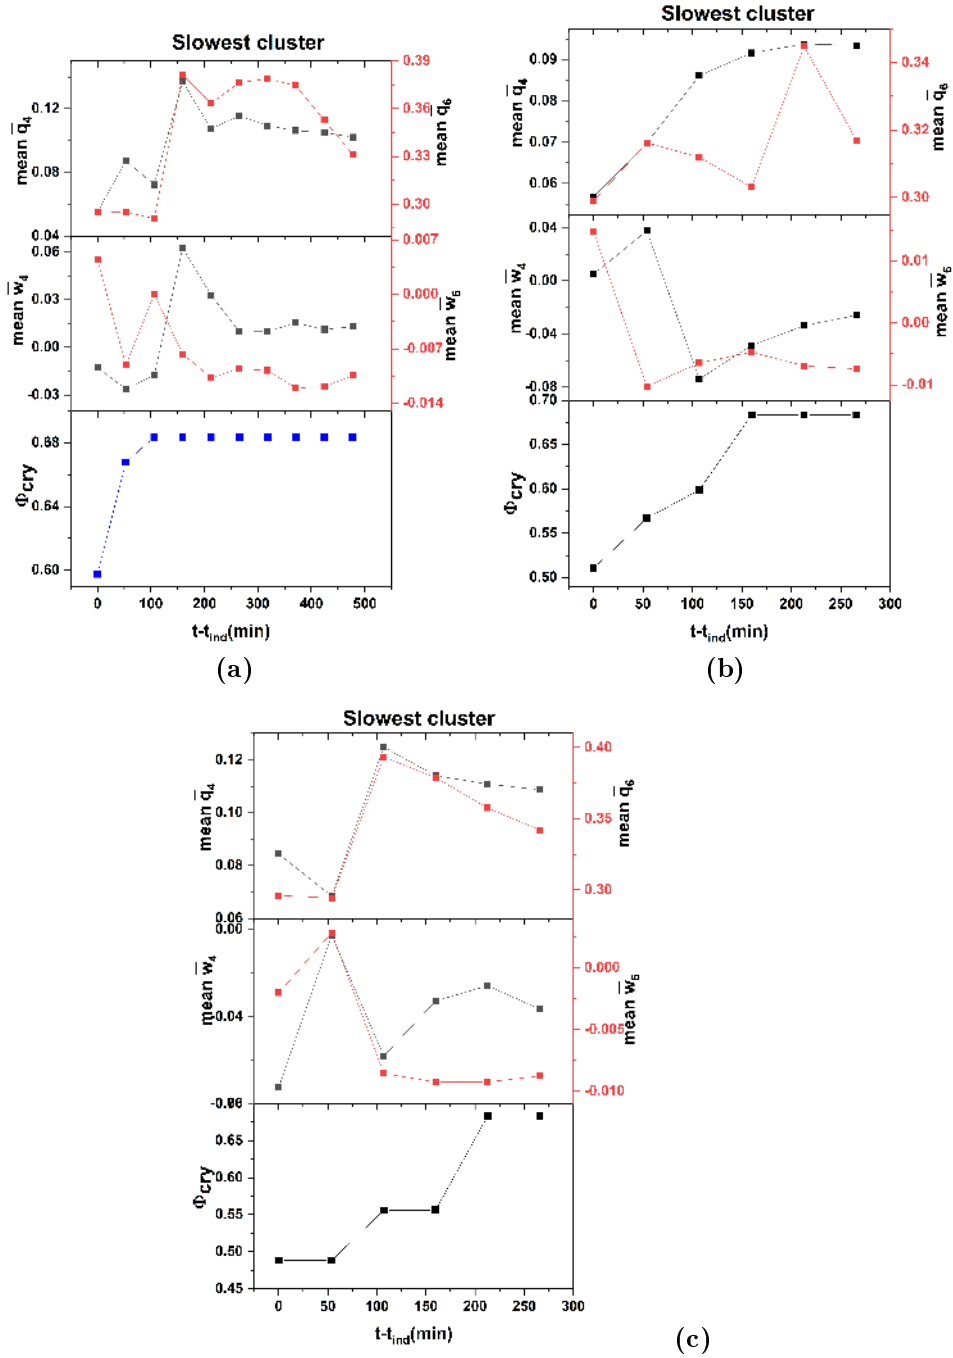 Slowest cluster
mean q̄4
0.12
0.08
0.04
0.39
0.36
0.33
0.30
mean q̄6
mean w̄4
0.06
0.03
0.00
-0.03
0.007
0.000
-0.007
-0.014
mean w̄6
Φcry
0.68
0.64
0.60
0 100 200 300 400 500
t-tind(min)
(a)
Slowest cluster
mean q̄4
0.09
0.08
0.07
0.06
0.34
0.32
0.30
mean q̄6
mean w̄4
0.04
0.00
-0.04
-0.08
0.01
0.00
-0.01
mean w̄6
Φcry
0.70
0.65
0.60
0.55
0.50
0 50 100 150 200 250 300
t-tind(min)
(b)
Slowest cluster
mean q̄4
0.12
0.10
0.08
0.06
0.40
0.35
0.30
mean q̄6
mean w̄4
0.00
-0.04
0.000
-0.005
-0.010
mean w̄6
Φcry
0.65
0.60
0.55
0.50
0.45
0 50 100 150 200 250 300
t-tind(min)
(c)